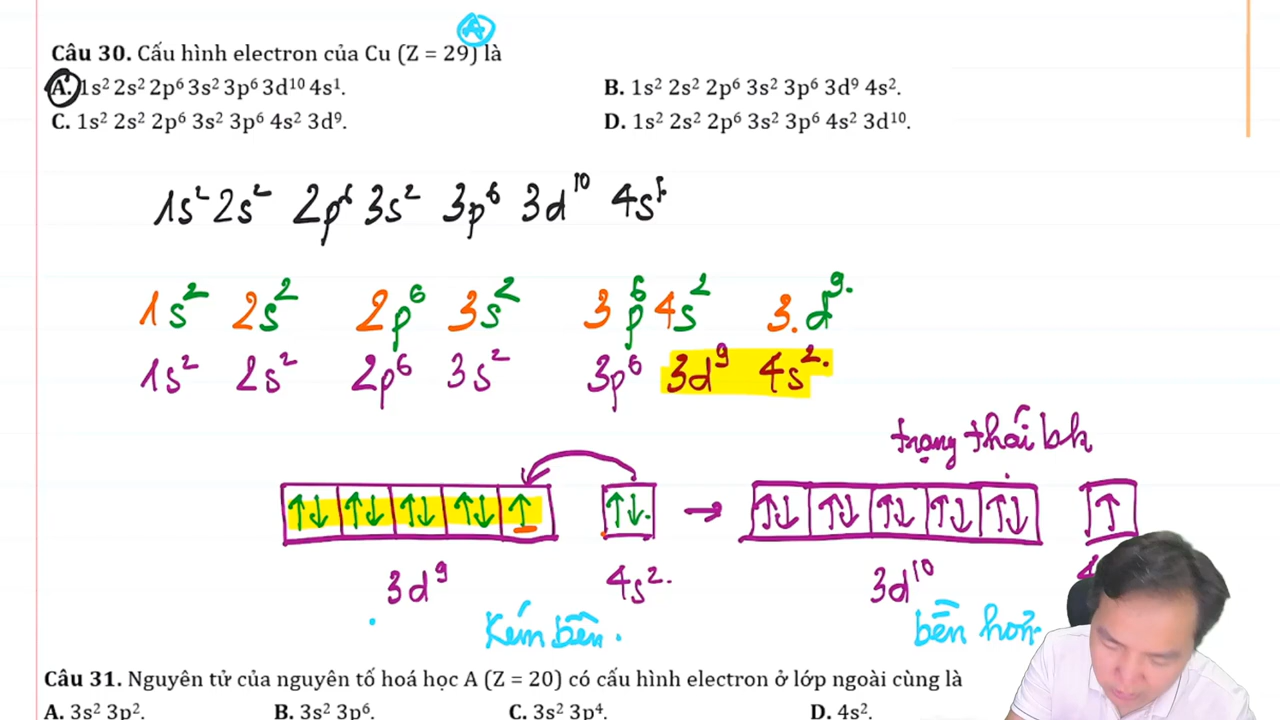 A
Câu 30. Cấu hình electron của Cu (Z = 29) là
A. 1s² 2s² 2p⁶ 3s² 3p⁶ 3d¹⁰ 4s¹. B. 1s² 2s² 2p⁶ 3s² 3p⁶ 3d⁹ 4s².
C. 1s² 2s² 2p⁶ 3s² 3p⁶ 4s² 3d⁹. D. 1s² 2s² 2p⁶ 3s² 3p⁶ 4s² 3d¹⁰.
1s² 2s² 2p⁶ 3s² 3p⁶ 3d¹⁰ 4s¹.
1s² 2s² 2p⁶ 3s² 3p⁶ 4s² 3.d⁹.
1s² 2s² 2p⁶ 3s² 3p⁶ 3d⁹ 4s².
trạng thái bk
↑↓ ↑↓ ↑↓ ↑↓ ↑ ↑↓. → ↑↓ ↑↓ ↑↓ ↑↓ ↑↓ ↑
3d⁹ 4s². 3d¹⁰ 4
Kém bền. bền hơn.
Câu 31. Nguyên tử của nguyên tố hoá học A (Z = 20) có cấu hình electron ở lớp ngoài cùng là
A. 3s² 3p². B. 3s² 3p⁶. C. 3s² 3p⁴. D. 4s².